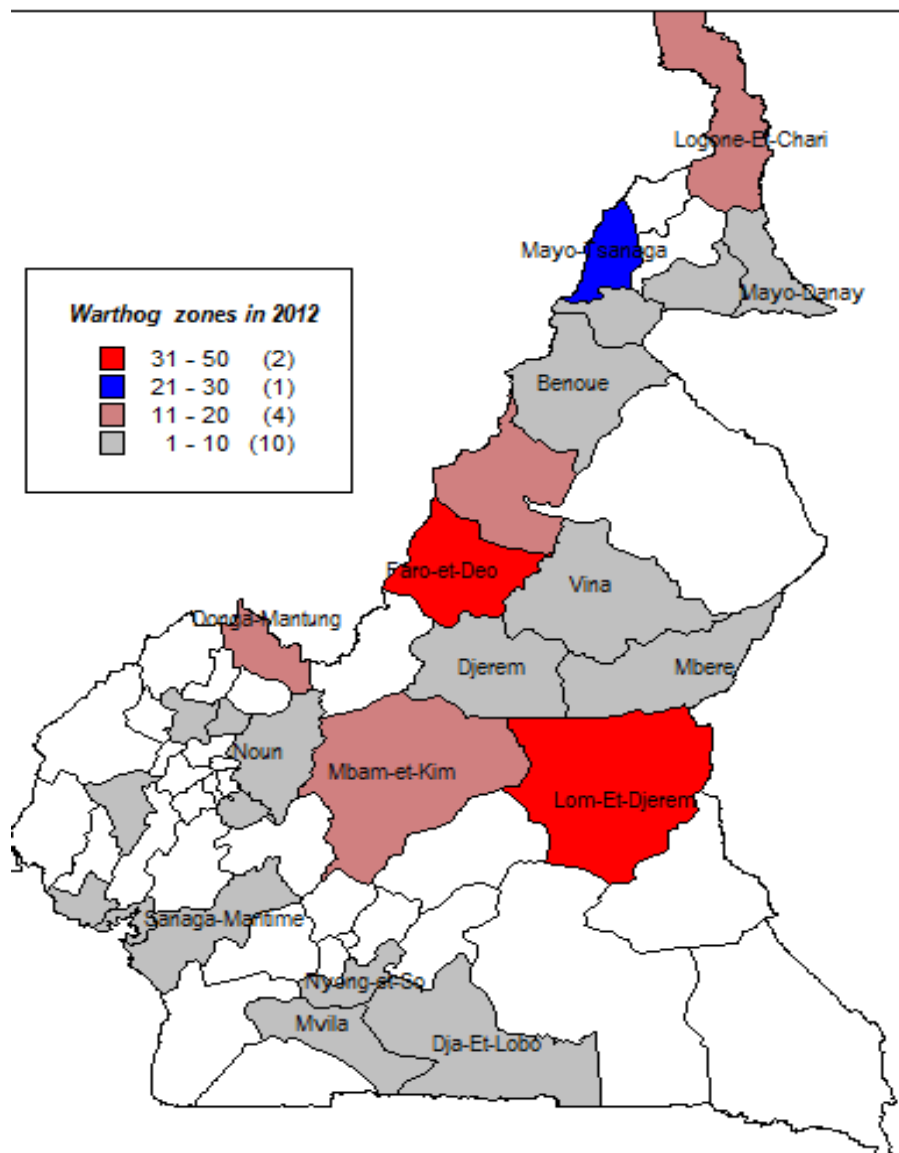 Logone-Et-Chari
Mayo-Tsanaga
Mayo-Danay
Warthog zones in 2012
31 - 50 (2)
21 - 30 (1)
11 - 20 (4)
1 - 10 (10)
Benoue
Faro-et-Deo
Vina
Donga-Mantung
Djerem
Mbere
Noun
Mbam-et-Kim
Lom-Et-Djerem
Sanaga-Maritime
Nyong-et-So
Mvila
Dja-Et-Lobo